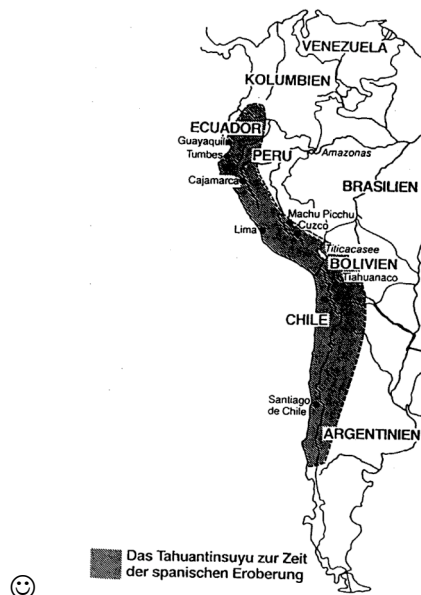 VENEZUELA
KOLUMBIEN
ECUADOR
Guayaquil
Tumbes
PERU
Amazonas
Cajamarca
BRASILIEN
Machu Picchu
Cuzco
Lima
Titicacasee
BOLIVIEN
Tiahuanaco
CHILE
Santiago
de Chile
ARGENTINIEN
Das Tahuantinsuyu zur Zeit
der spanischen Eroberung